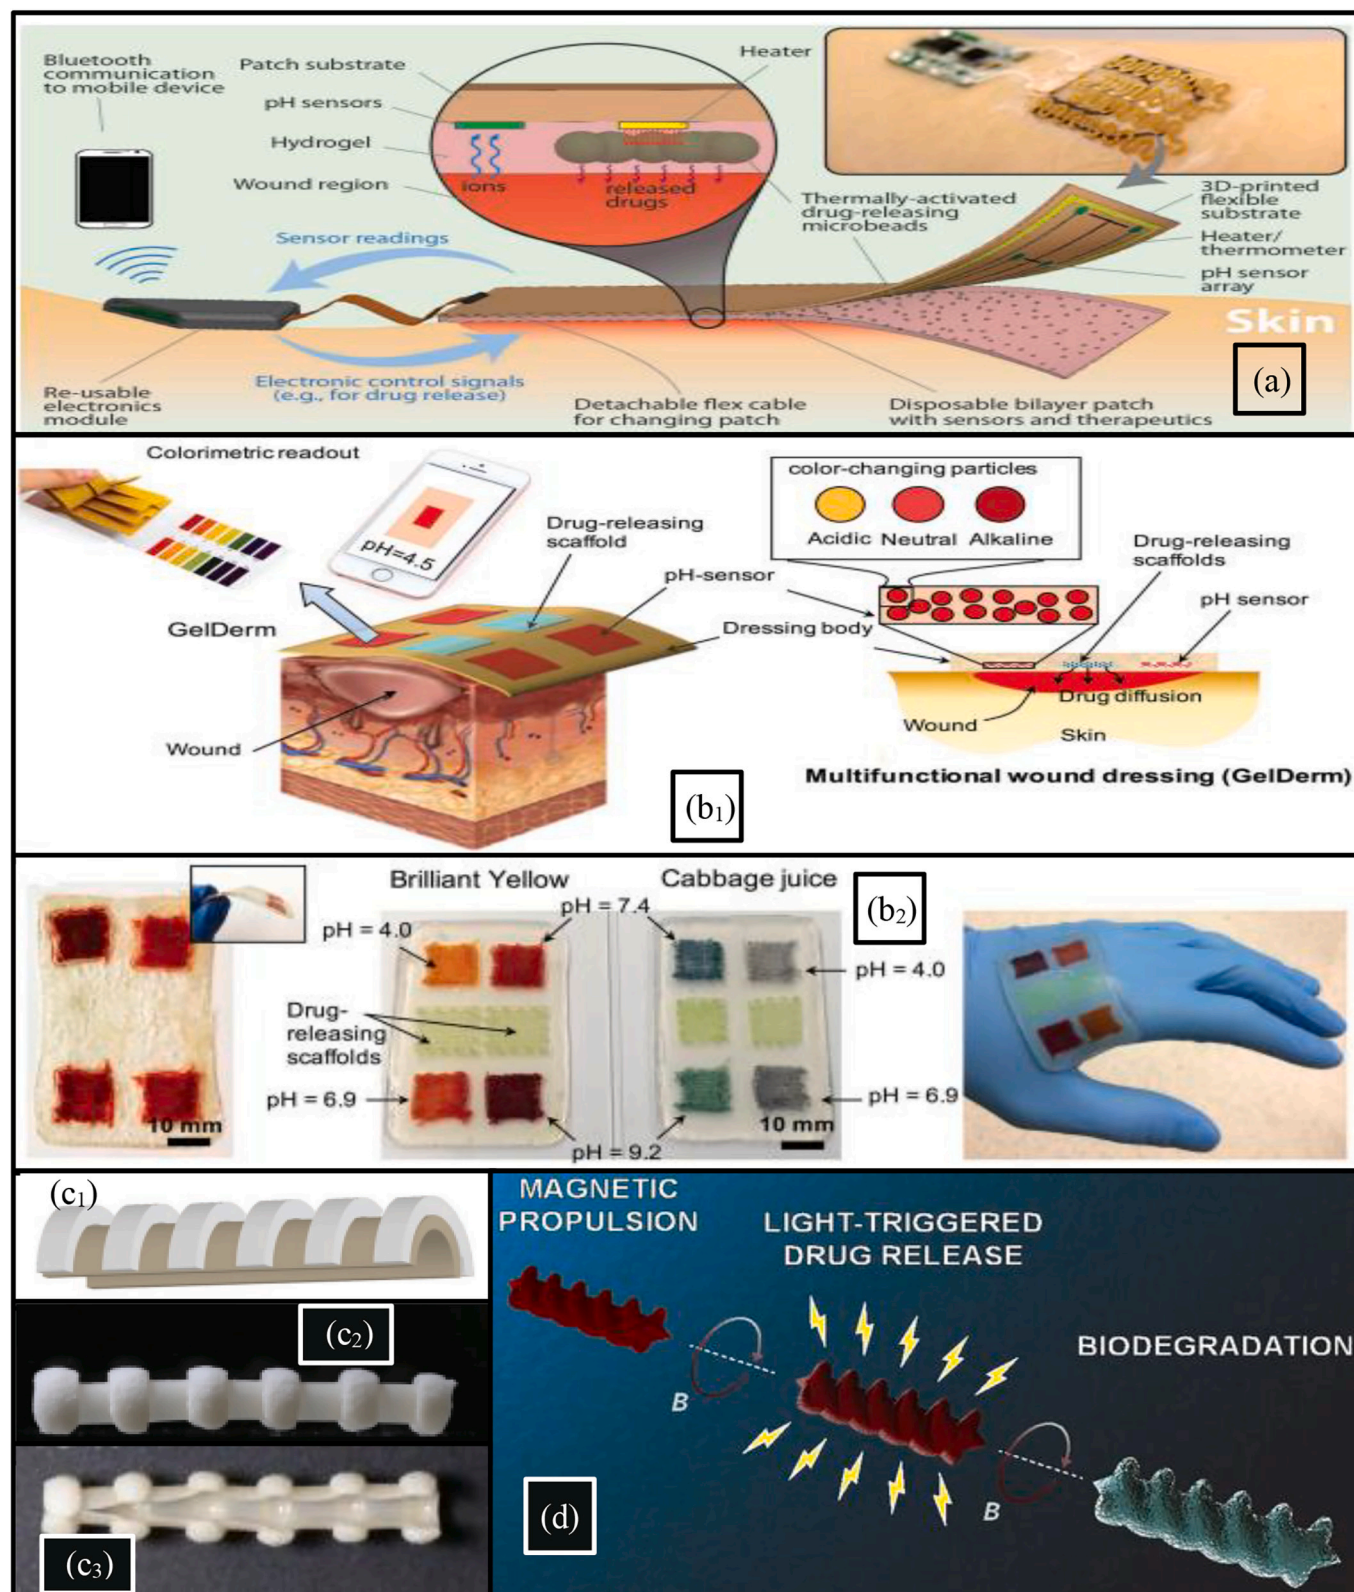 Bluetooth
communication
to mobile device
Patch substrate
pH sensors
Hydrogel
Wound region
Heater
ions
released
drugs
Thermally-activated
drug-releasing
microbeads
3D-printed
flexible
substrate
Heater/
thermometer
pH sensor
array
Sensor readings
Skin
(a)
Electronic control signals
(e.g., for drug release)
Re-usable
electronics
module
Detachable flex cable
for changing patch
Disposable bilayer patch
with sensors and therapeutics
Colorimetric readout
pH=4.5
Drug-releasing
scaffold
pH-sensor
GelDerm
Dressing body
Wound
color-changing particles
Acidic Neutral Alkaline
Drug-releasing
scaffolds
pH sensor
Drug diffusion
Wound
Skin
Multifunctional wound dressing (GelDerm)
(b₁)
Brilliant Yellow
Cabbage juice
(b₂)
pH = 7.4
pH = 4.0
pH = 4.0
Drug-
releasing
scaffolds
pH = 6.9
pH = 6.9
10 mm
10 mm
pH = 9.2
(c₁)
(c₂)
(c₃)
MAGNETIC
PROPULSION
LIGHT-TRIGGERED
DRUG RELEASE
BIODEGRADATION
B
B
(d)